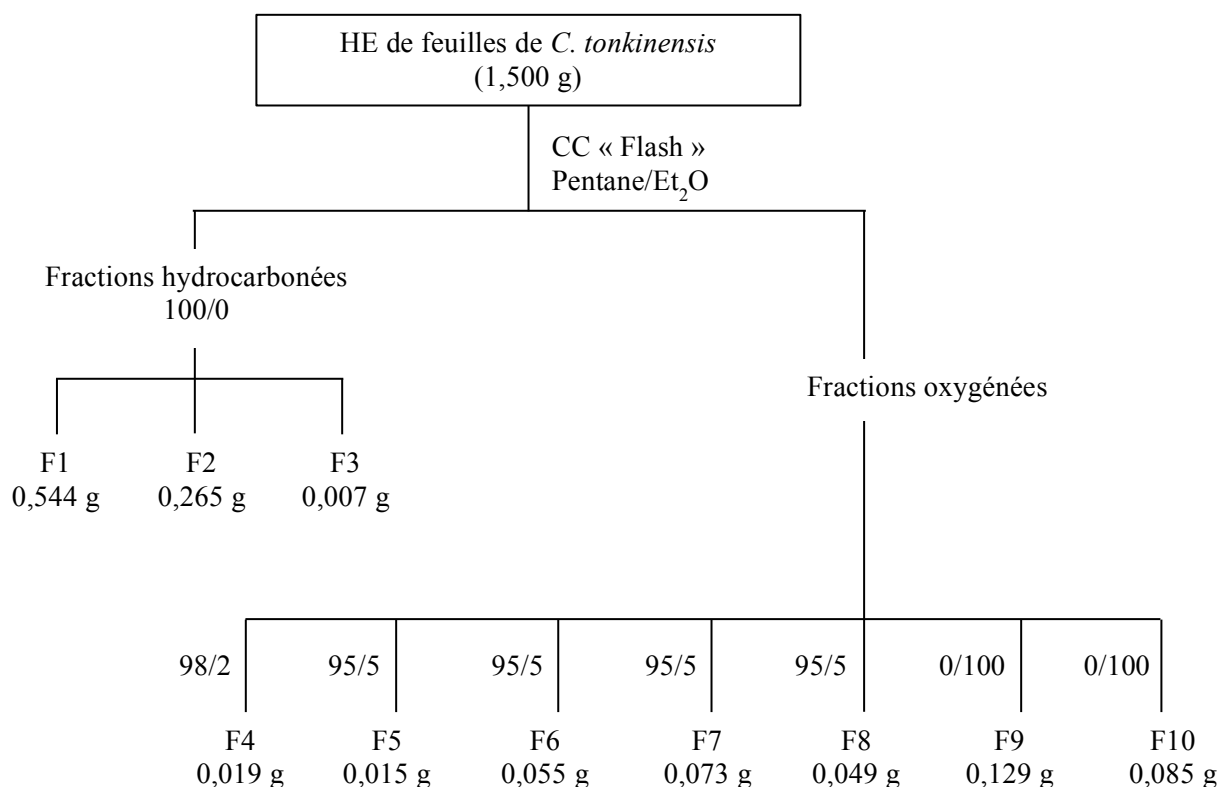 HE de feuilles de C. tonkinensis
(1,500 g)
CC « Flash »
Pentane/Et₂O
Fractions hydrocarbonées
100/0
Fractions oxygénées
F1 F2 F3
0,544 g 0,265 g 0,007 g
98/2 95/5 95/5 95/5 95/5 0/100 0/100
F4 F5 F6 F7 F8 F9 F10
0,019 g 0,015 g 0,055 g 0,073 g 0,049 g 0,129 g 0,085 g